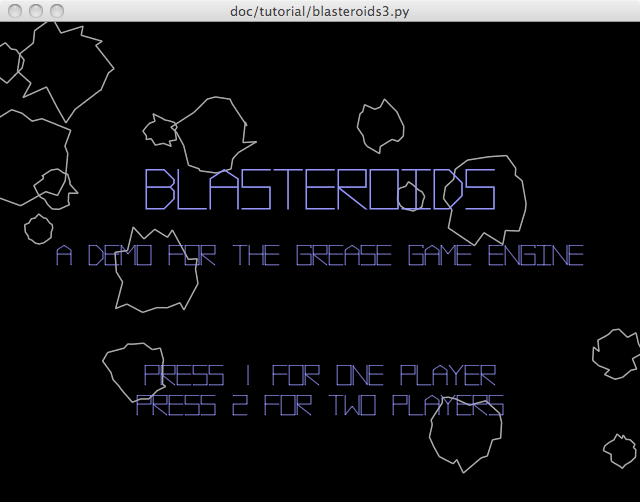 doc/tutorial/blasteroids3.py
BLASTEROIDS
A DEMO FOR THE GREASE GAME ENGINE
PRESS 1 FOR ONE PLAYER
PRESS 2 FOR TWO PLAYERS